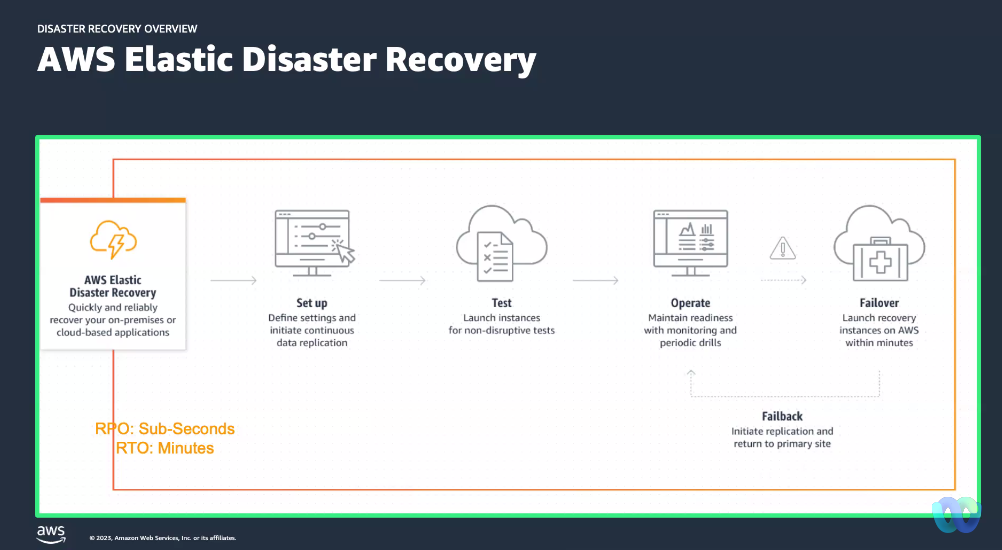 DISASTER RECOVERY OVERVIEW
AWS Elastic Disaster Recovery
AWS Elastic
Disaster Recovery
Quickly and reliably
recover your on-premises or
cloud-based applications
Set up
Define settings and
initiate continuous
data replication
Test
Launch instances
for non-disruptive tests
Operate
Maintain readiness
with monitoring and
periodic drills
Failover
Launch recovery
instances on AWS
within minutes
Failback
Initiate replication and
return to primary site
RPO: Sub-Seconds
RTO: Minutes
aws
© 2023, Amazon Web Services, Inc. or its affiliates.